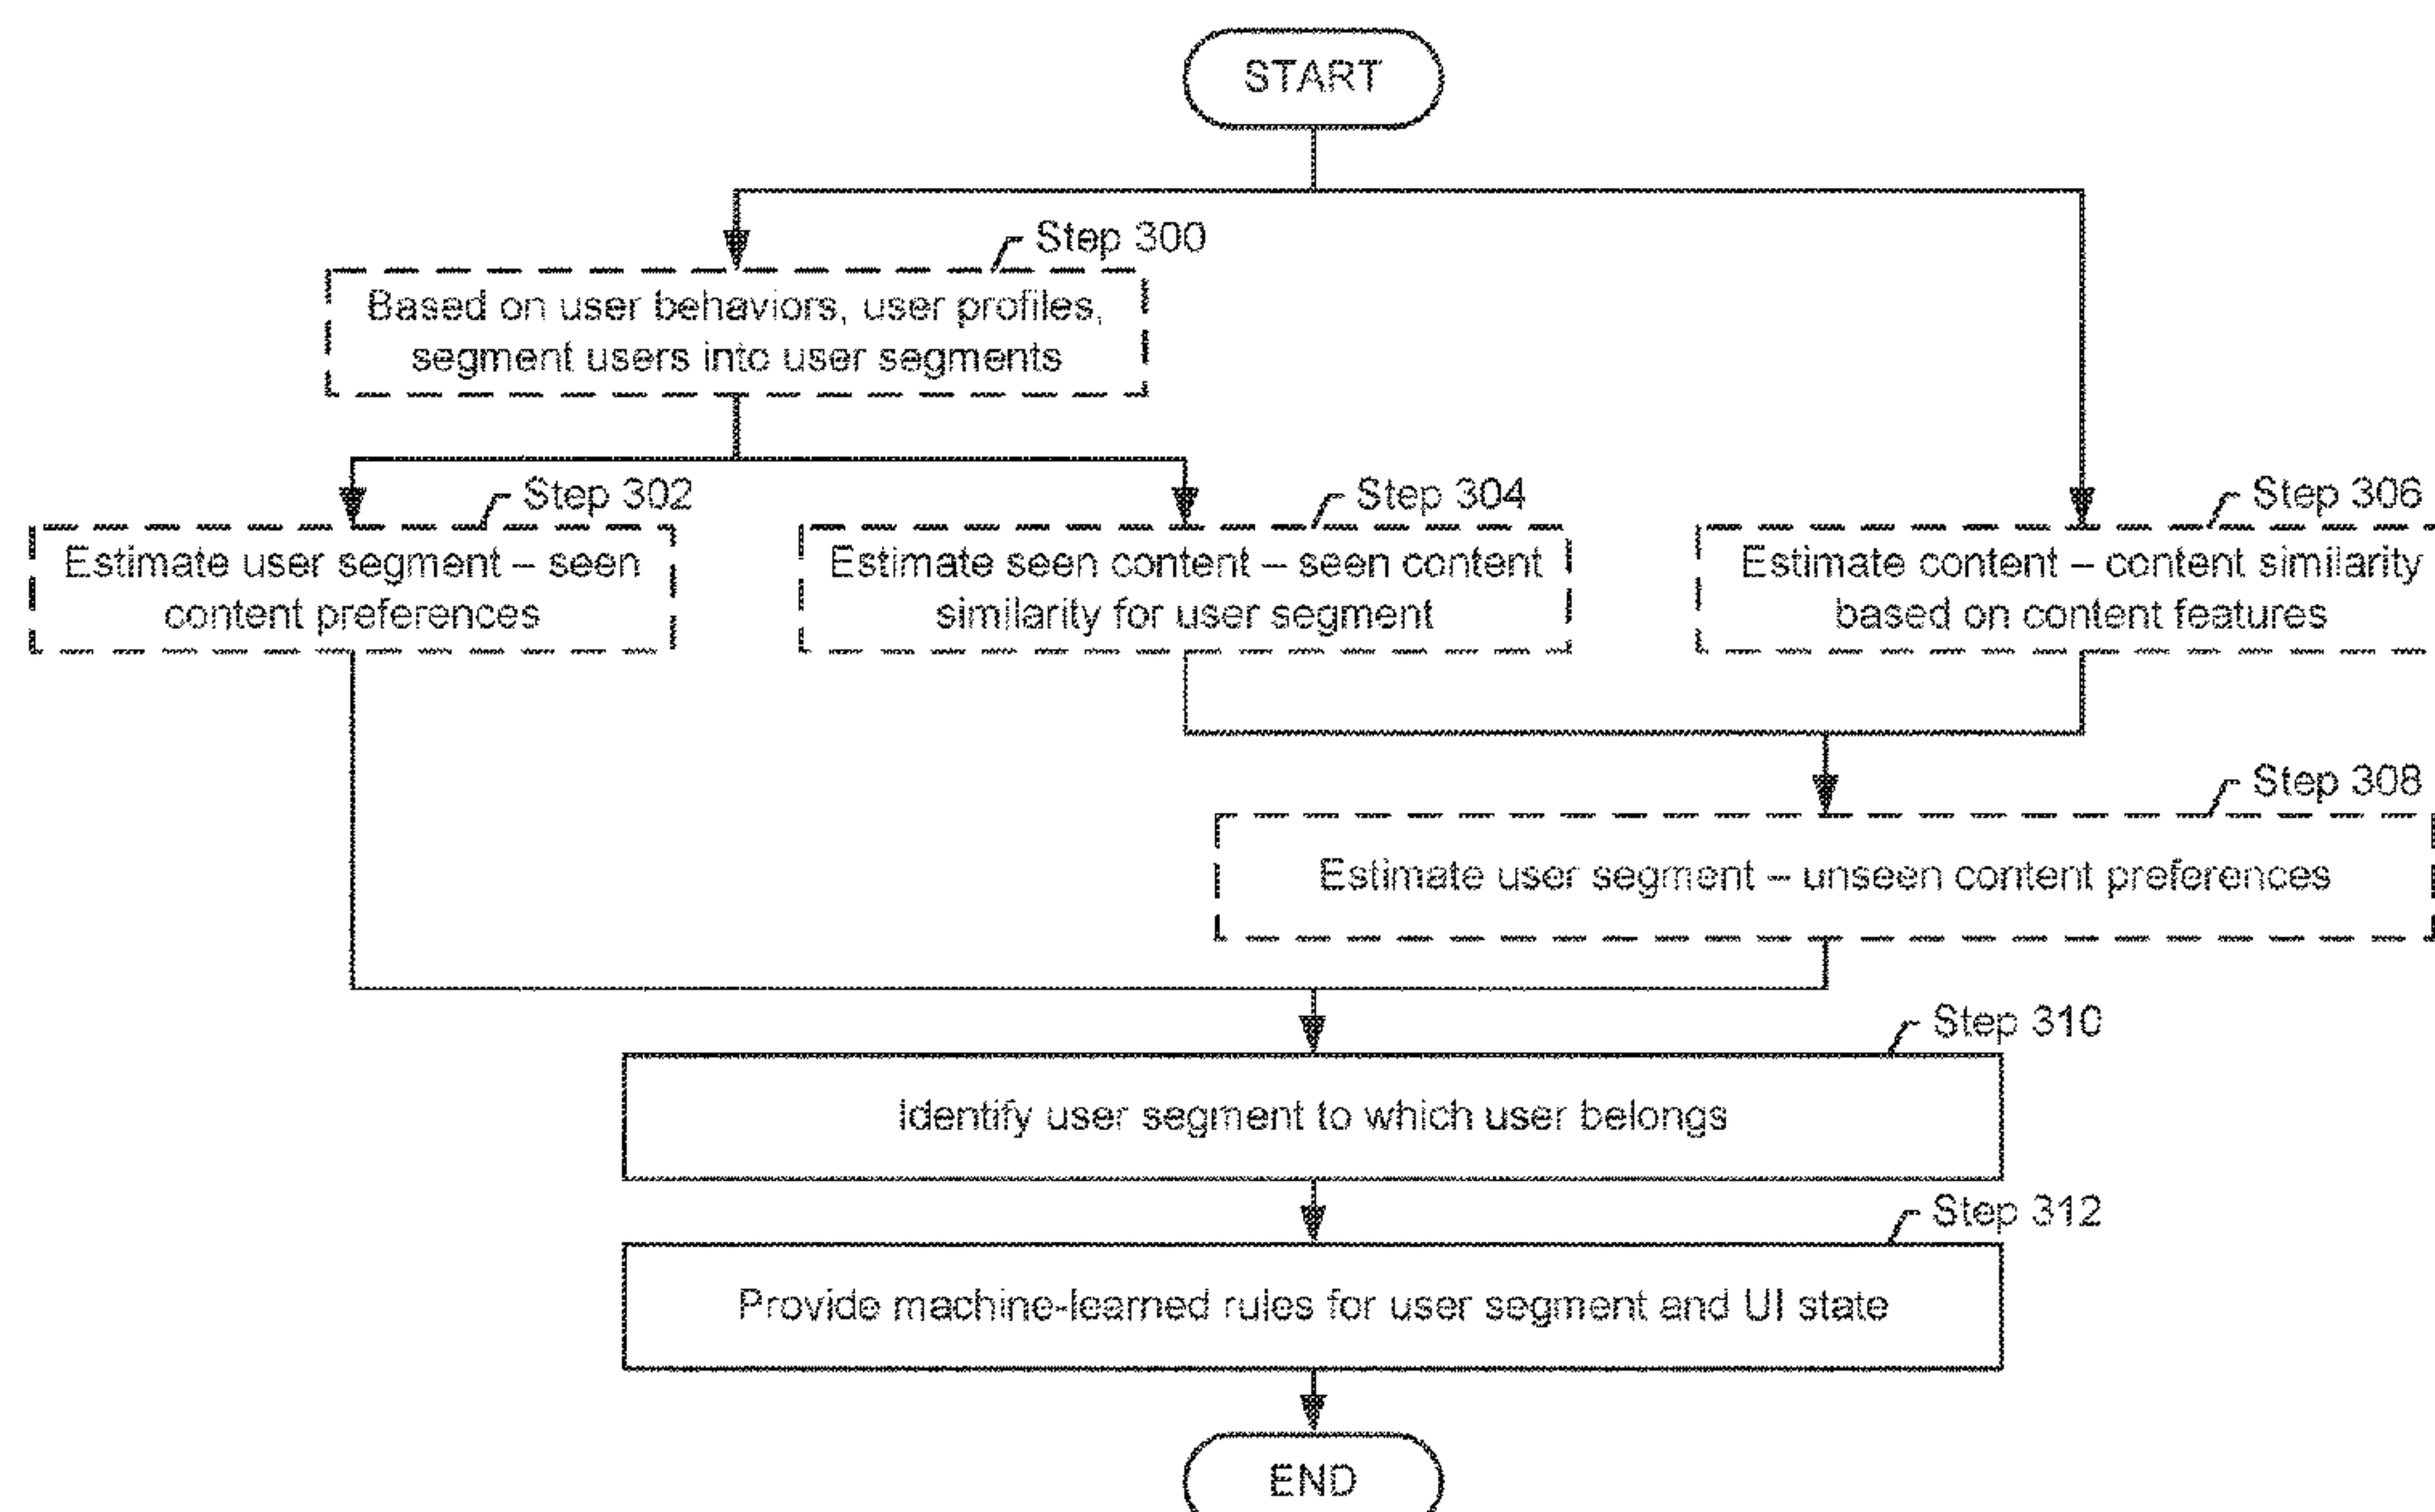 START
Step 300
Based on user behaviors, user profiles,
segment users into user segments
Step 302
Estimate user segment – seen
content preferences
Step 304
Estimate seen content – seen content
similarity for user segment
Step 306
Estimate content – content similarity
based on content features
Step 308
Estimate user segment – unseen content preferences
Step 310
Identify user segment to which user belongs
Step 312
Provide machine-learned rules for user segment and UI state
END